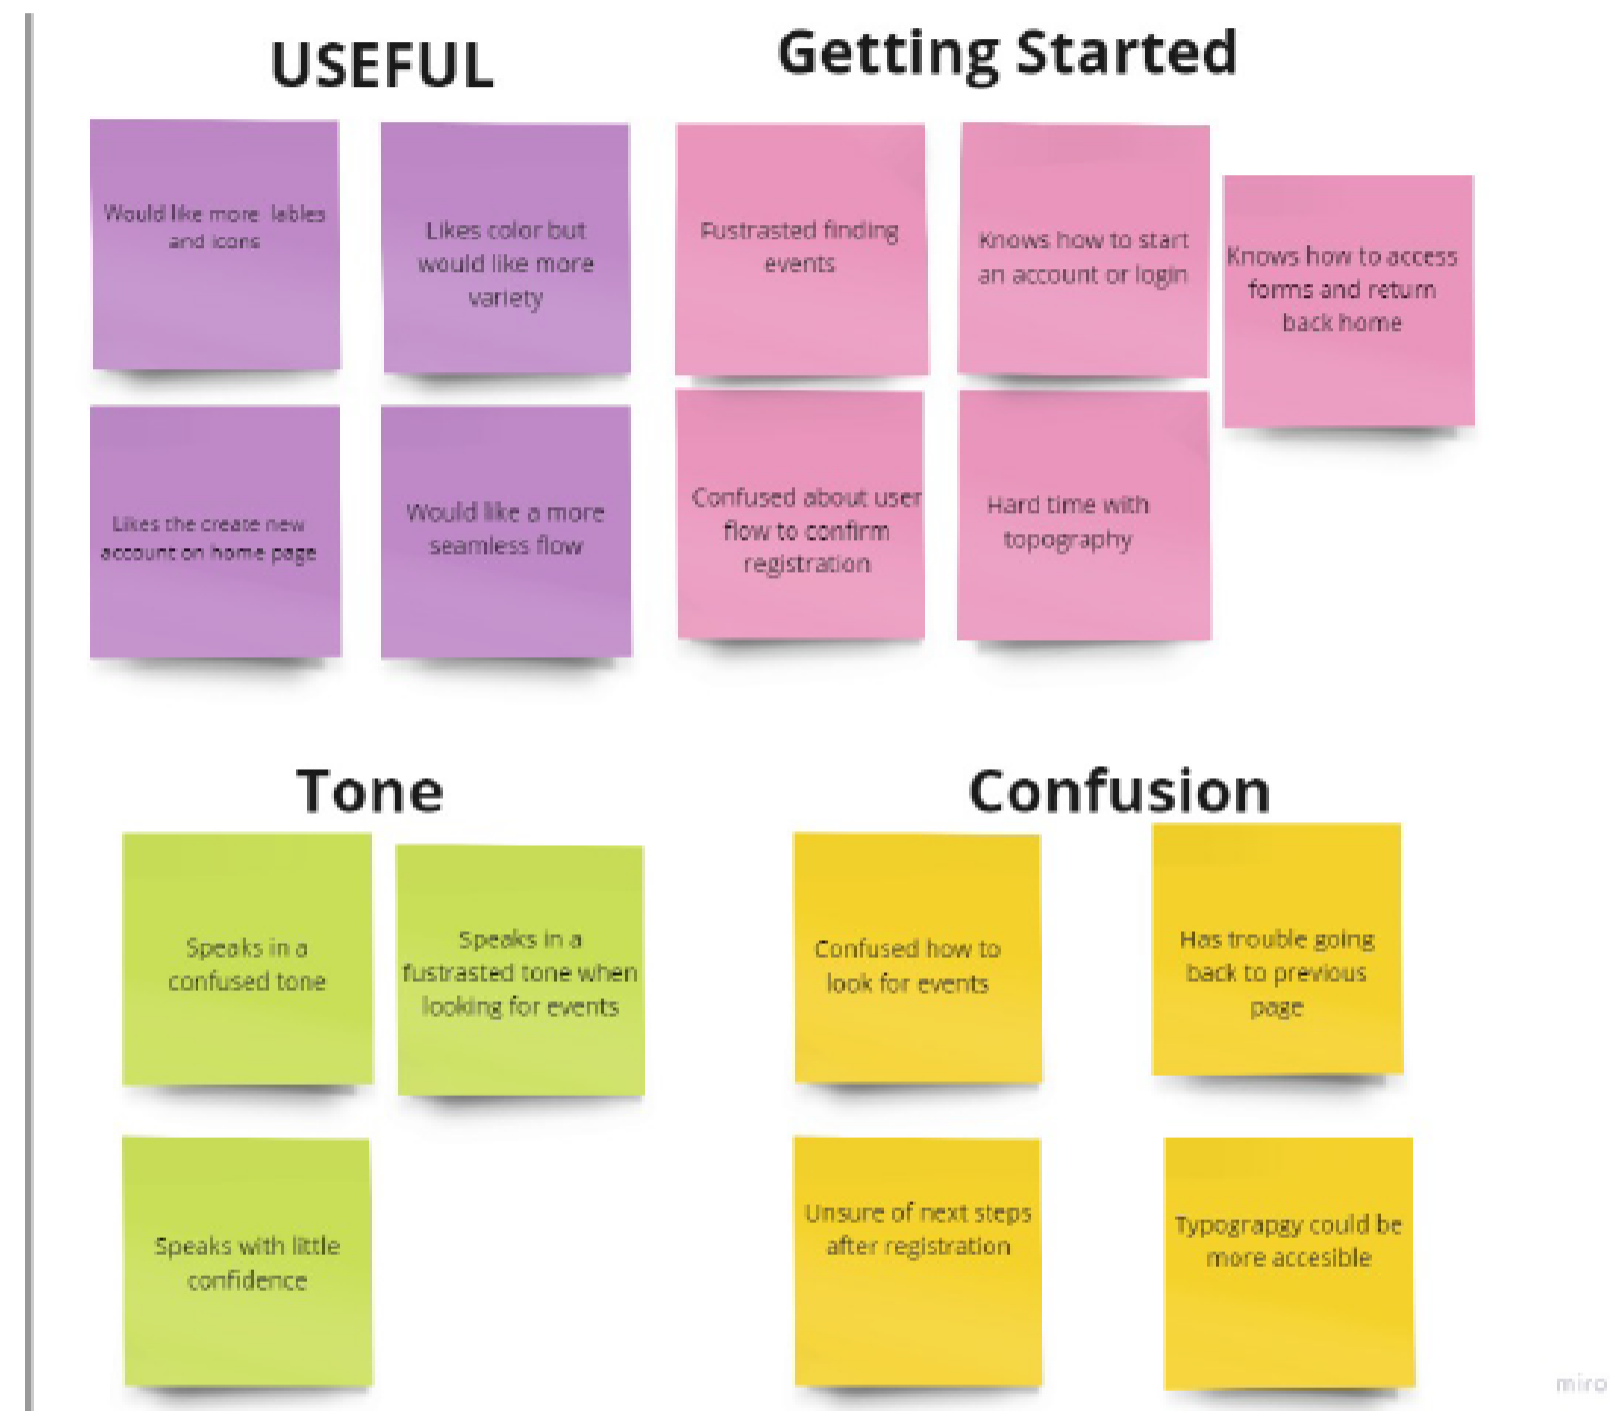 USEFUL
Would like more lables
and icons
Likes color but
would like more
variety
Likes the create new
account on home page
Would like a more
seamless flow
Getting Started
Fustrasted finding
events
Knows how to start
an account or login
Knows how to access
forms and return
back home
Confused about user
flow to confirm
registration
Hard time with
topography
Tone
Speaks in a
confused tone
Speaks in a
fustrasted tone when
looking for events
Speaks with little
confidence
Confusion
Confused how to
look for events
Has trouble going
back to previous
page
Unsure of next steps
after registration
Typograpgy could be
more accesible
miro